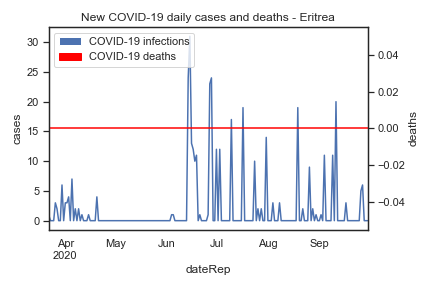 New COVID-19 daily cases and deaths - Eritrea
COVID-19 infections
COVID-19 deaths
30
25
20
15
10
5
0
cases
0.04
0.02
0.00
−0.02
−0.04
deaths
Apr May Jun Jul Aug Sep
2020
dateRep